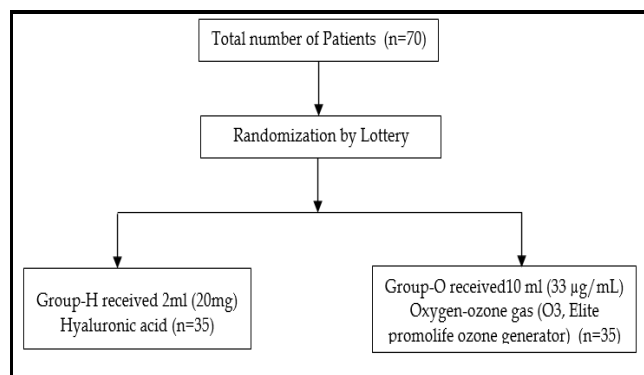 Total number of Patients (n=70)
Randomization by Lottery
Group-H received 2ml (20mg)
Hyaluronic acid (n=35)
Group-O received10 ml (33 µg/mL)
Oxygen-ozone gas (O3, Elite
promolife ozone generator) (n=35)